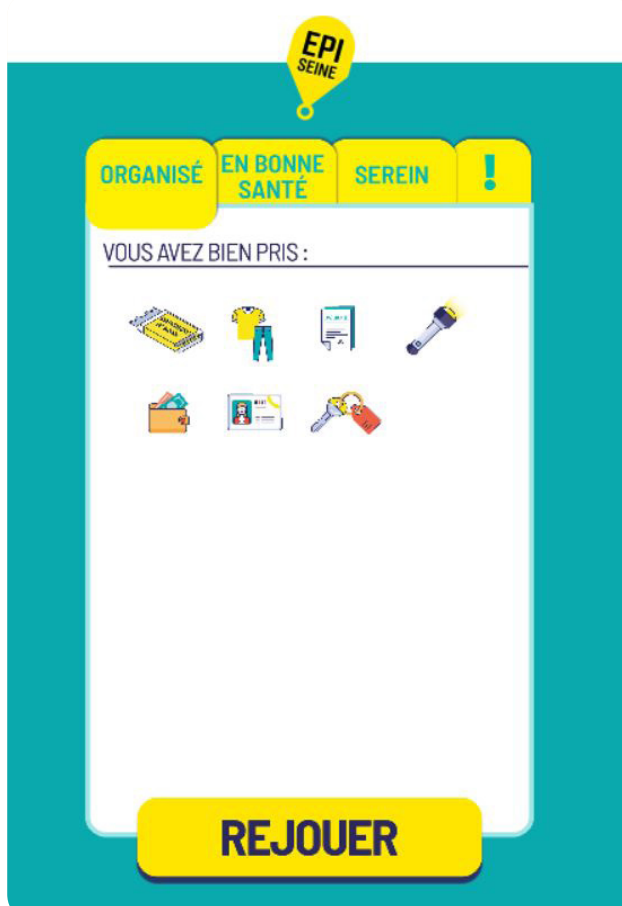 EPI
SEINE
ORGANISÉ
EN BONNE
SANTÉ
SEREIN
!
VOUS AVEZ BIEN PRIS :
REJOUER